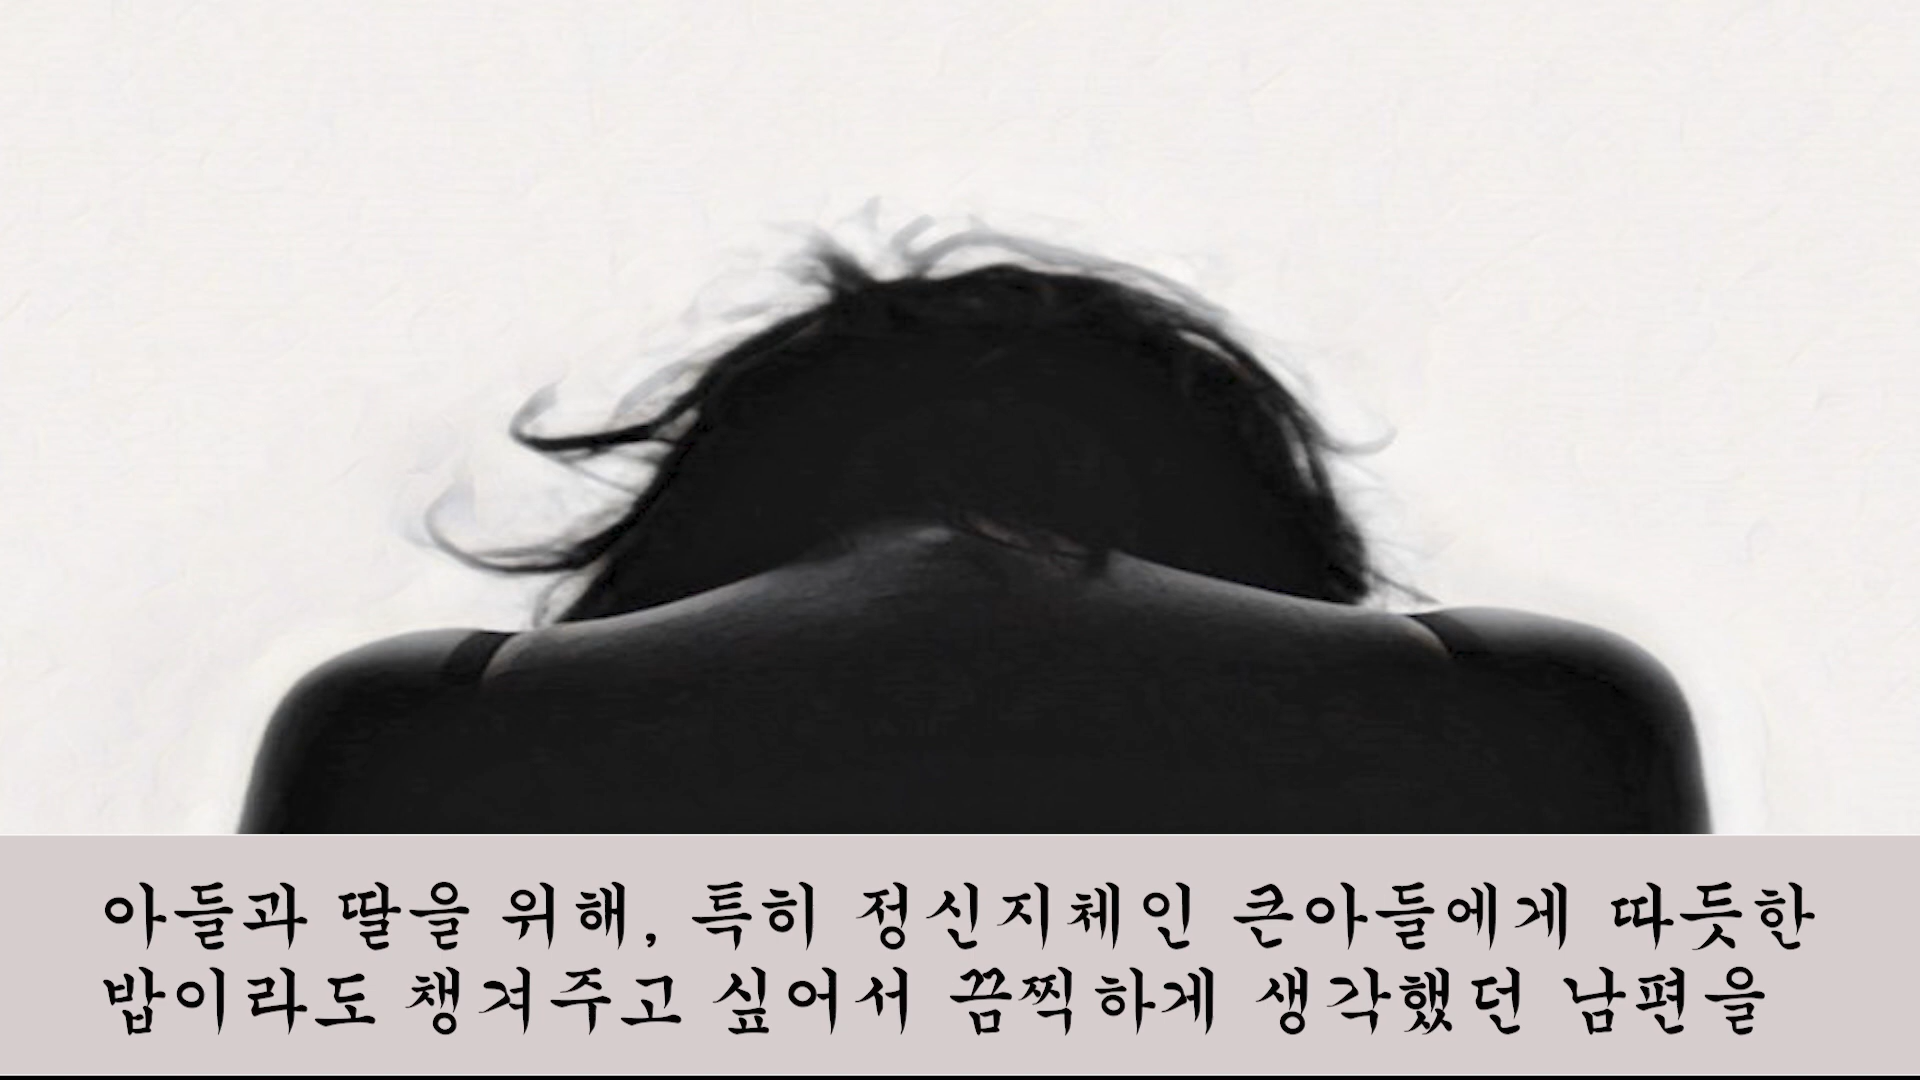 아들과 딸을 위해, 특히 정신지체인 큰아들에게 따듯한
밥이라도 챙겨주고 싶어서 끔찍하게 생각했던 남편을